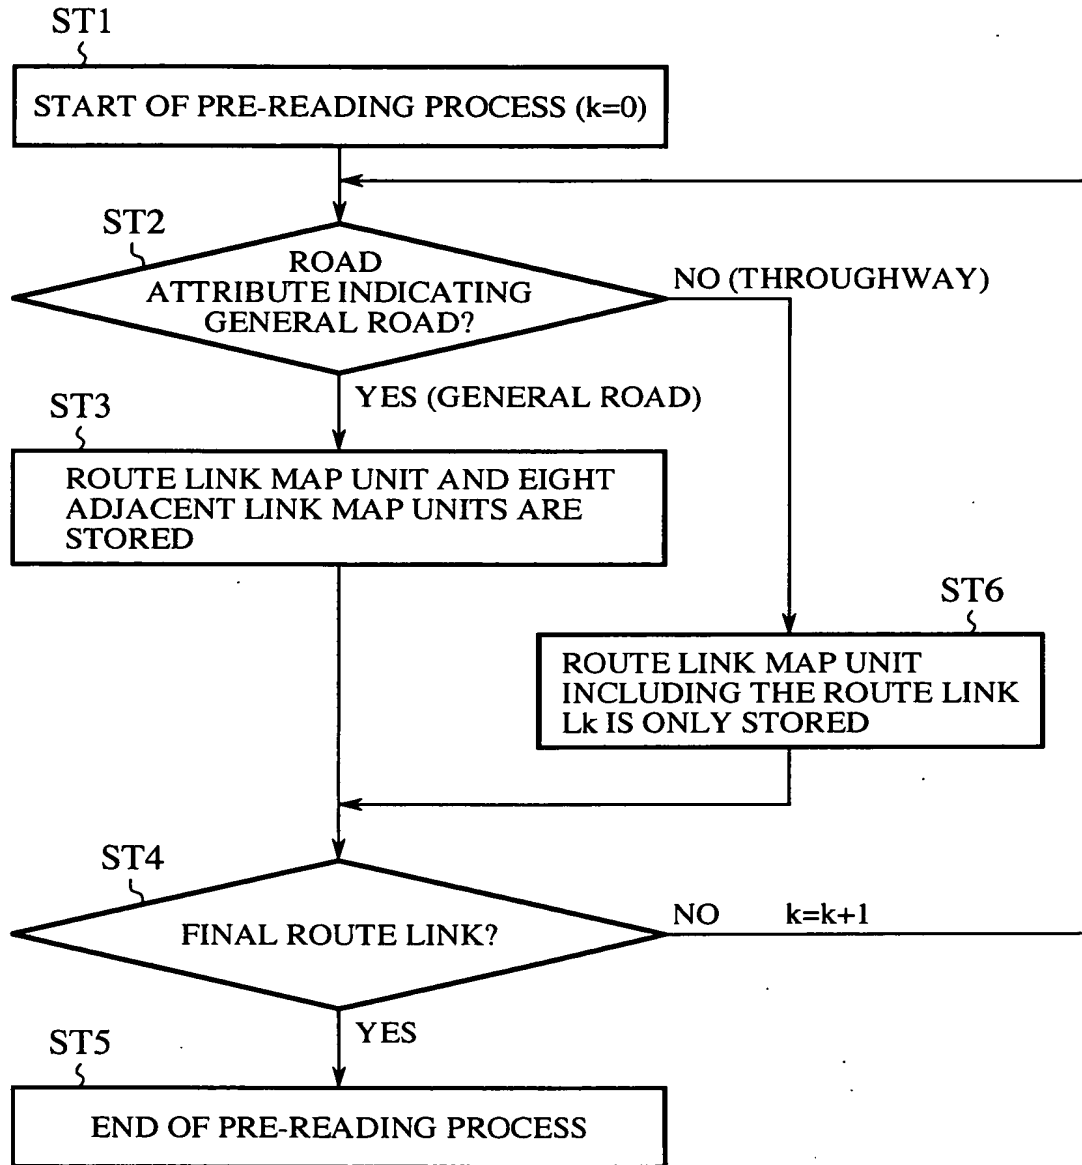 ST1
START OF PRE-READING PROCESS (k=0)
ST2
ROAD
ATTRIBUTE INDICATING
GENERAL ROAD?
NO (THROUGHWAY)
YES (GENERAL ROAD)
ST3
ROUTE LINK MAP UNIT AND EIGHT
ADJACENT LINK MAP UNITS ARE
STORED
ST6
ROUTE LINK MAP UNIT
INCLUDING THE ROUTE LINK
Lk IS ONLY STORED
ST4
FINAL ROUTE LINK?
NO k=k+1
YES
ST5
END OF PRE-READING PROCESS